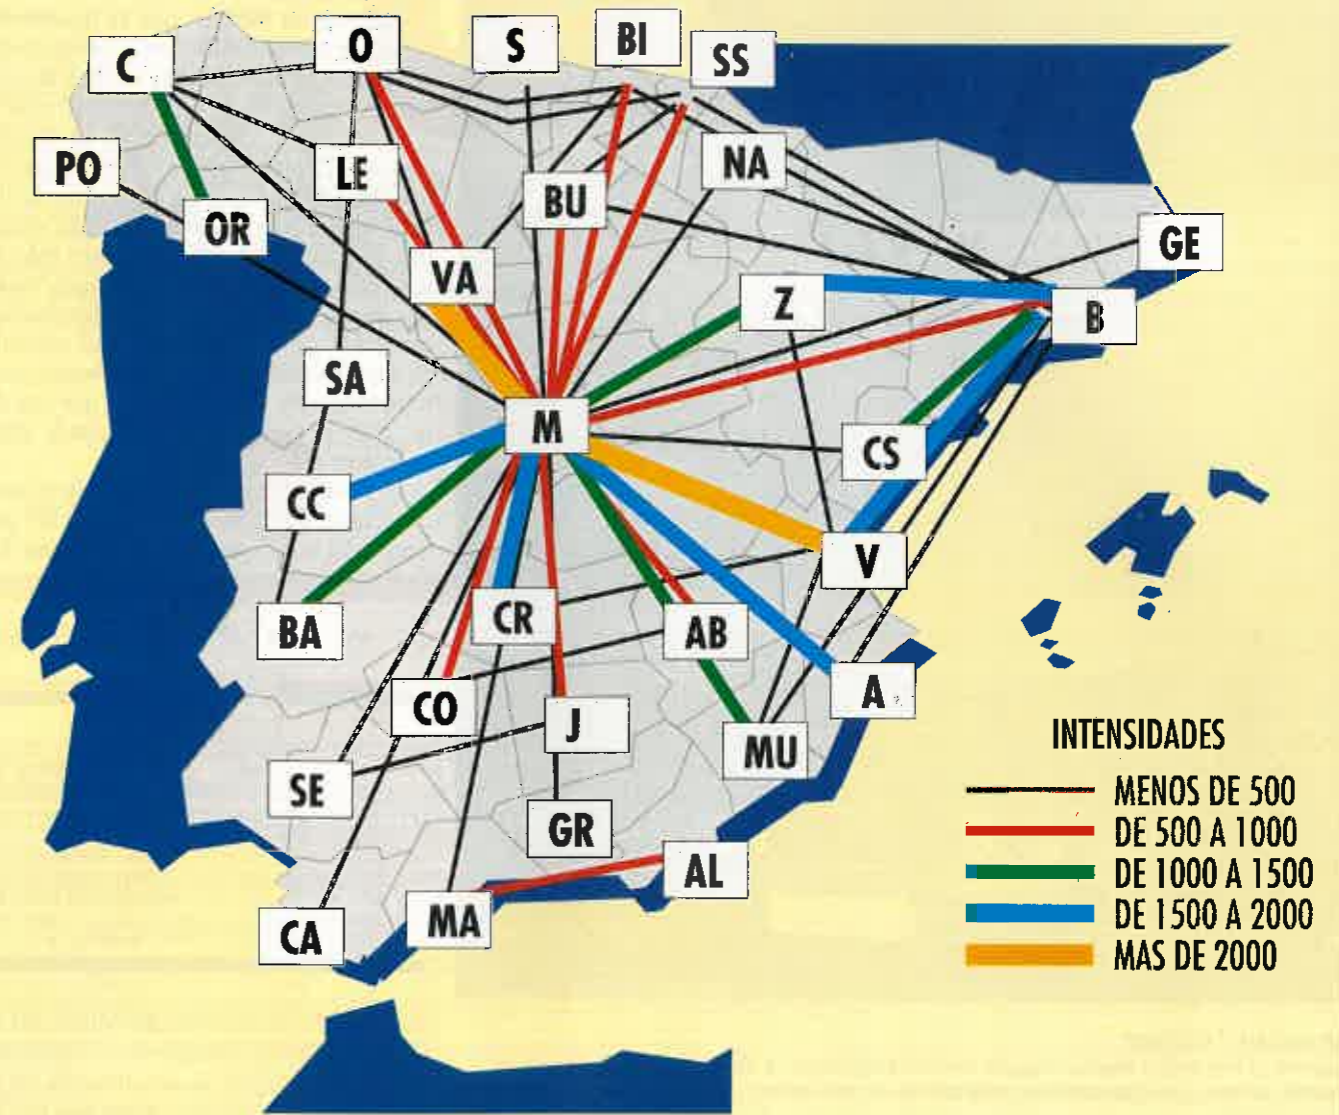 C
O
S
BI
SS
PO
LE
NA
OR
BU
VA
GE
Z
B
SA
M
CS
CC
V
BA
CR
AB
CO
A
J
MU
SE
GR
AL
CA
MA
INTENSIDADES
MENOS DE 500
DE 500 A 1000
DE 1000 A 1500
DE 1500 A 2000
MAS DE 2000